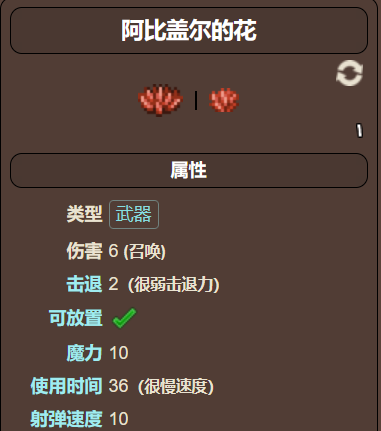 阿比盖尔的花
1
属性
类型 武器
伤害 6 (召唤)
击退 2 (很弱击退力)
可放置
魔力 10
使用时间 36 (很慢速度)
射弹速度 10